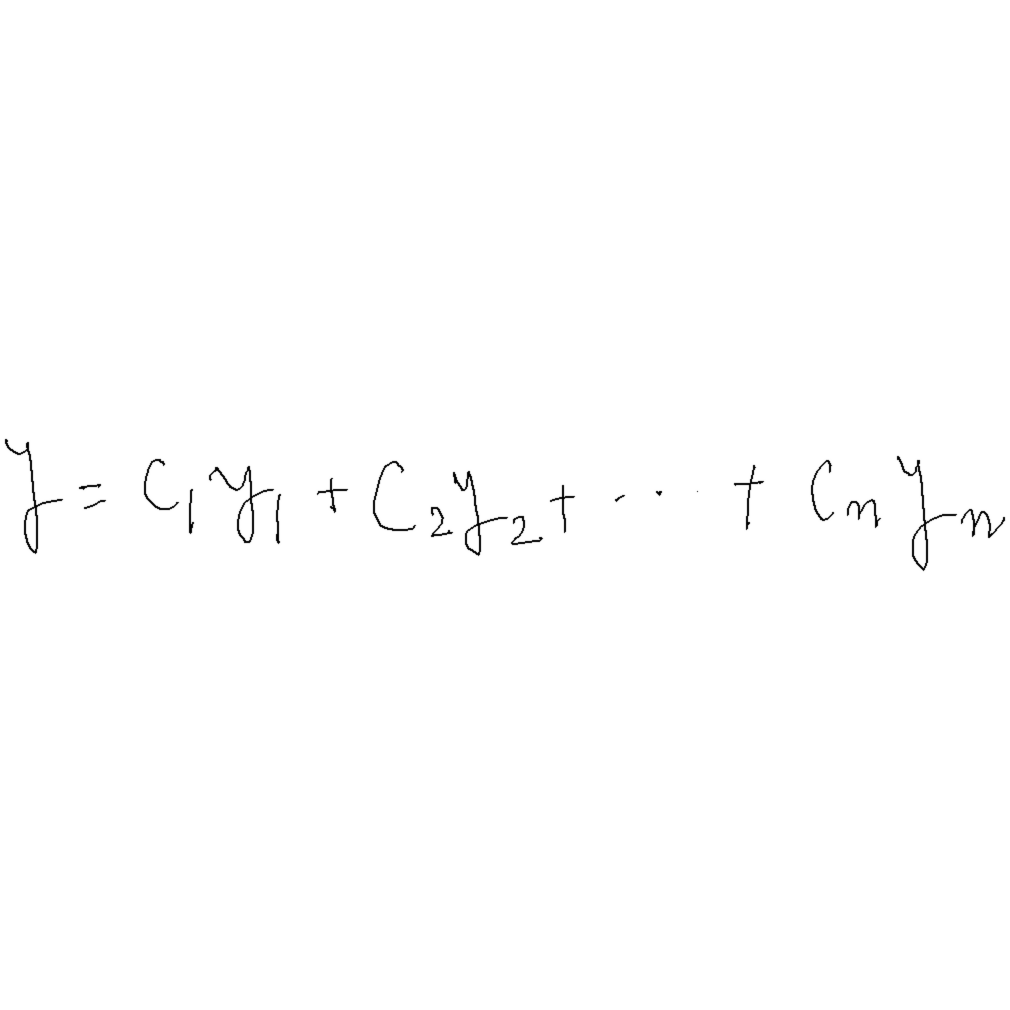 y = C₁y₁ + C₂y₂ + ... + Cₙyₙ